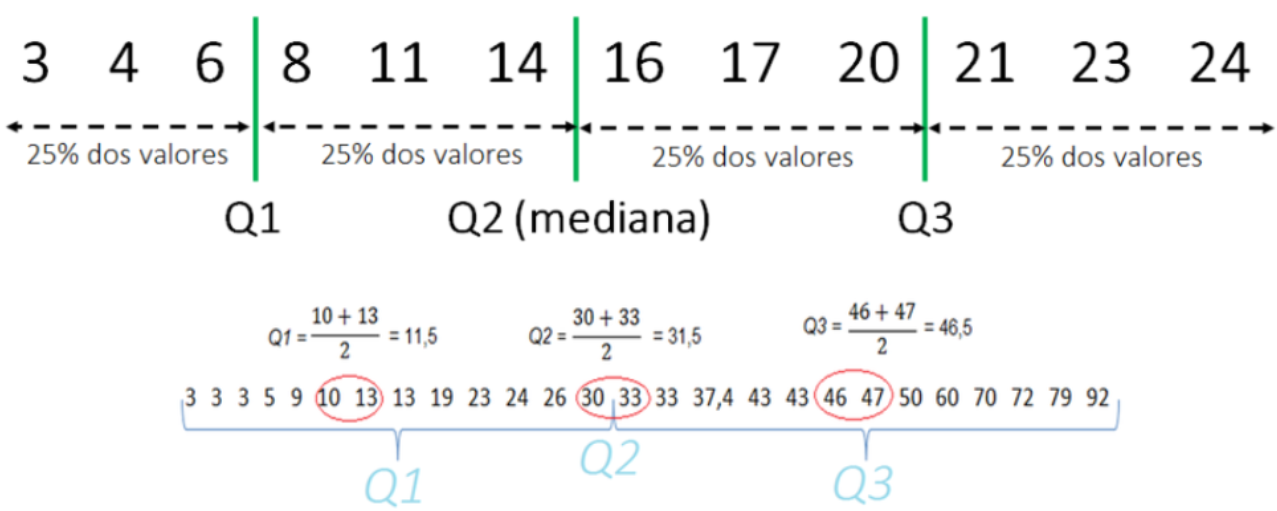 3 4 6 8 11 14 16 17 20 21 23 24
25% dos valores 25% dos valores 25% dos valores 25% dos valores
Q1 Q2 (mediana) Q3
Q1 = 10 + 13 / 2 = 11,5 Q2 = 30 + 33 / 2 = 31,5 Q3 = 46 + 47 / 2 = 46,5
3 3 3 5 9 10 13 13 19 23 24 26 30 33 33 37,4 43 43 46 47 50 60 70 72 79 92
Q1 Q2 Q3